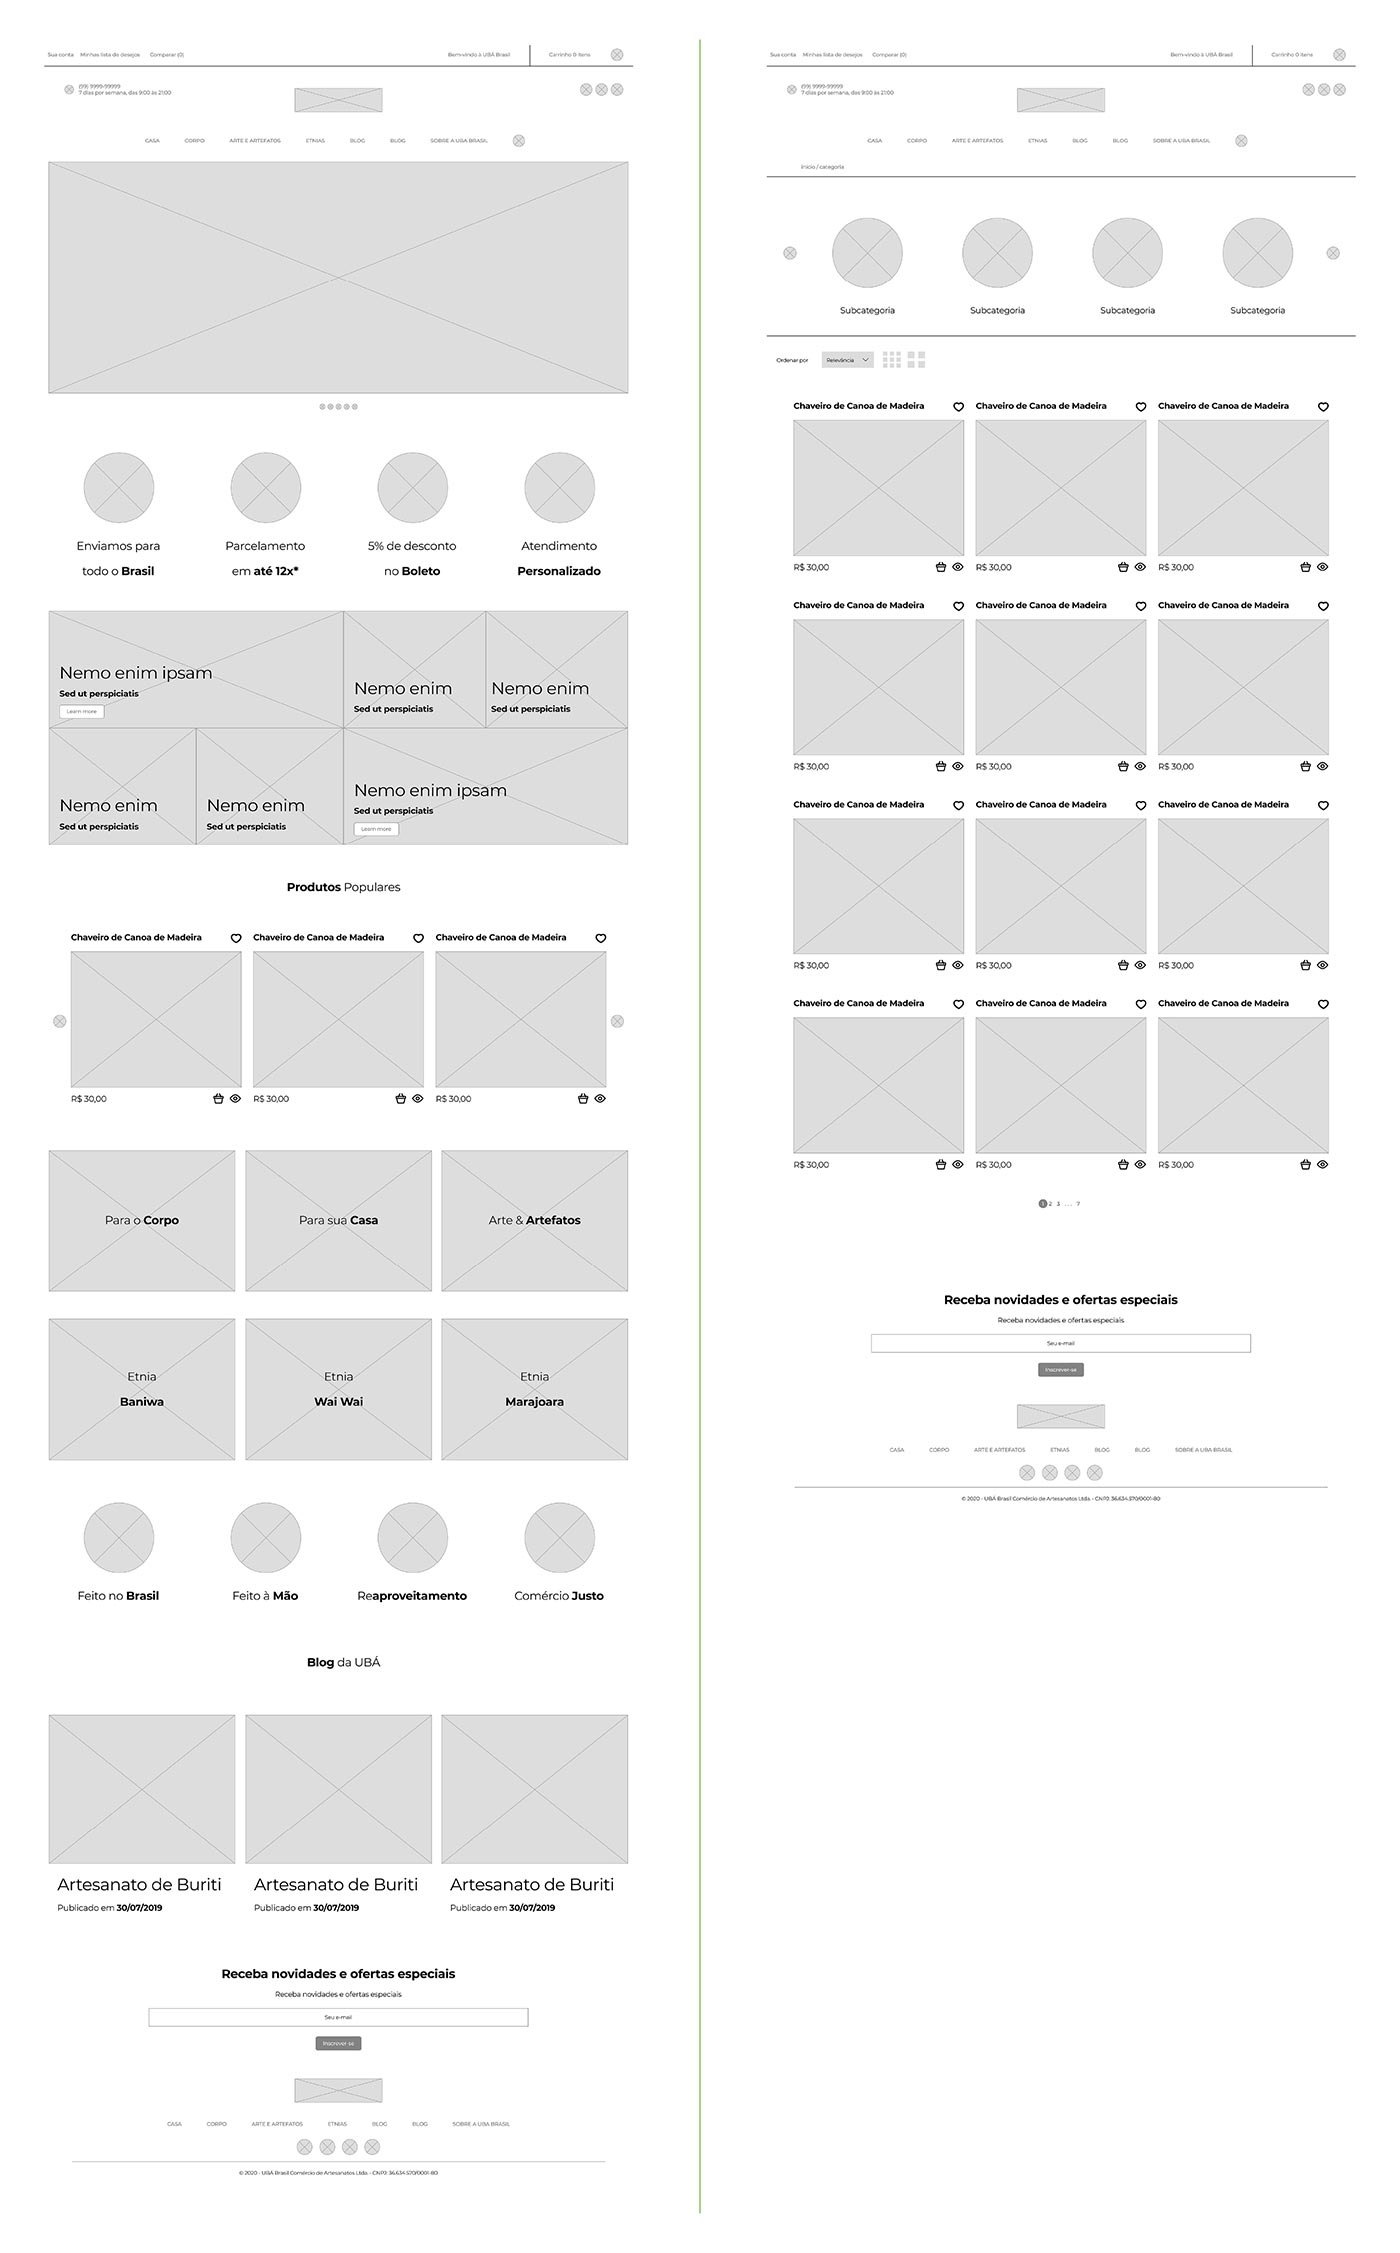 Sua conta Minhas lista de desejos Comparar (0) Bem-vindo à UBÁ Brasil Carrinho 0 itens
(99) 9999-99999
7 dias por semana, das 9:00 às 21:00
CASA CORPO ARTE E ARTEFATOS ETNIAS BLOG BLOG SOBRE A UBA BRASIL
Enviamos para
todo o Brasil
Parcelamento
em até 12x*
5% de desconto
no Boleto
Atendimento
Personalizado
Nemo enim ipsam
Sed ut perspiciatis
Learn more
Nemo enim
Sed ut perspiciatis
Nemo enim
Sed ut perspiciatis
Nemo enim
Sed ut perspiciatis
Nemo enim
Sed ut perspiciatis
Nemo enim ipsam
Sed ut perspiciatis
Learn more
Produtos Populares
Chaveiro de Canoa de Madeira Chaveiro de Canoa de Madeira Chaveiro de Canoa de Madeira
R$ 30,00 R$ 30,00 R$ 30,00
Para o Corpo
Para sua Casa
Arte & Artefatos
Etnia
Baniwa
Etnia
Wai Wai
Etnia
Marajoara
Feito no Brasil
Feito à Mão
Reaproveitamento
Comércio Justo
Blog da UBÁ
Artesanato de Buriti
Publicado em 30/07/2019
Artesanato de Buriti
Publicado em 30/07/2019
Artesanato de Buriti
Publicado em 30/07/2019
Receba novidades e ofertas especiais
Receba novidades e ofertas especiais
Seu e-mail
Inscrever-se
CASA CORPO ARTE E ARTEFATOS ETNIAS BLOG BLOG SOBRE A UBA BRASIL
© 2020 - UBÁ Brasil Comércio de Artesanatos Ltda. - CNPJ: 36.634.570/0001-80
Sua conta Minhas lista de desejos Comparar (0) Bem-vindo à UBÁ Brasil Carrinho 0 itens
(99) 9999-99999
7 dias por semana, das 9:00 às 21:00
CASA CORPO ARTE E ARTEFATOS ETNIAS BLOG BLOG SOBRE A UBA BRASIL
Início / categoria
Subcategoria Subcategoria Subcategoria Subcategoria
Ordenar por Relevância
Chaveiro de Canoa de Madeira Chaveiro de Canoa de Madeira Chaveiro de Canoa de Madeira
R$ 30,00 R$ 30,00 R$ 30,00
Chaveiro de Canoa de Madeira Chaveiro de Canoa de Madeira Chaveiro de Canoa de Madeira
R$ 30,00 R$ 30,00 R$ 30,00
Chaveiro de Canoa de Madeira Chaveiro de Canoa de Madeira Chaveiro de Canoa de Madeira
R$ 30,00 R$ 30,00 R$ 30,00
Chaveiro de Canoa de Madeira Chaveiro de Canoa de Madeira Chaveiro de Canoa de Madeira
R$ 30,00 R$ 30,00 R$ 30,00
1 2 3 .... 7
Receba novidades e ofertas especiais
Receba novidades e ofertas especiais
Seu e-mail
Inscrever-se
CASA CORPO ARTE E ARTEFATOS ETNIAS BLOG BLOG SOBRE A UBA BRASIL
© 2020 - UBÁ Brasil Comércio de Artesanatos Ltda. - CNPJ: 36.634.570/0001-80